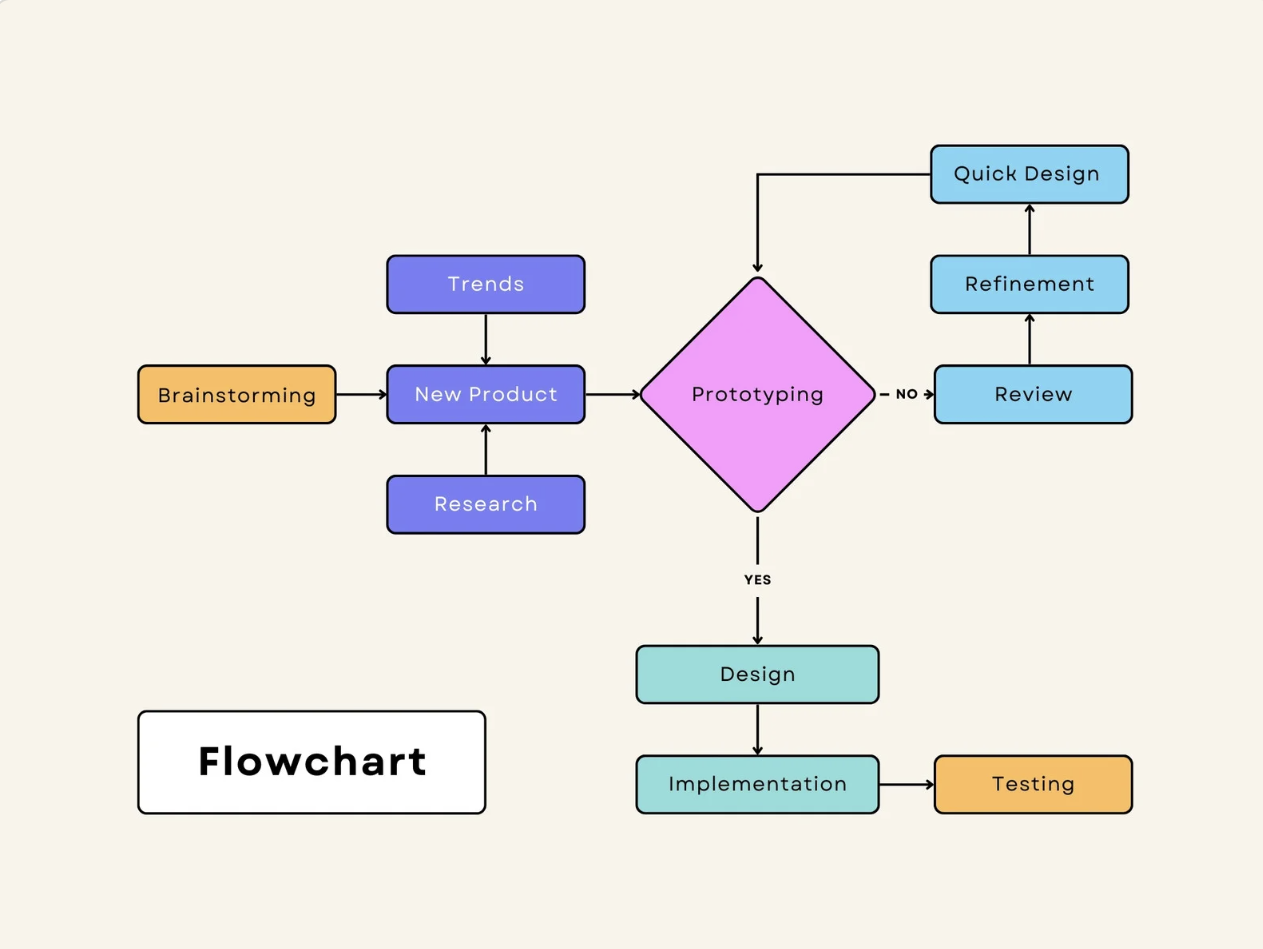 Quick Design
Trends
Refinement
Brainstorming
New Product
Prototyping
NO
Review
Research
YES
Design
Flowchart
Implementation
Testing